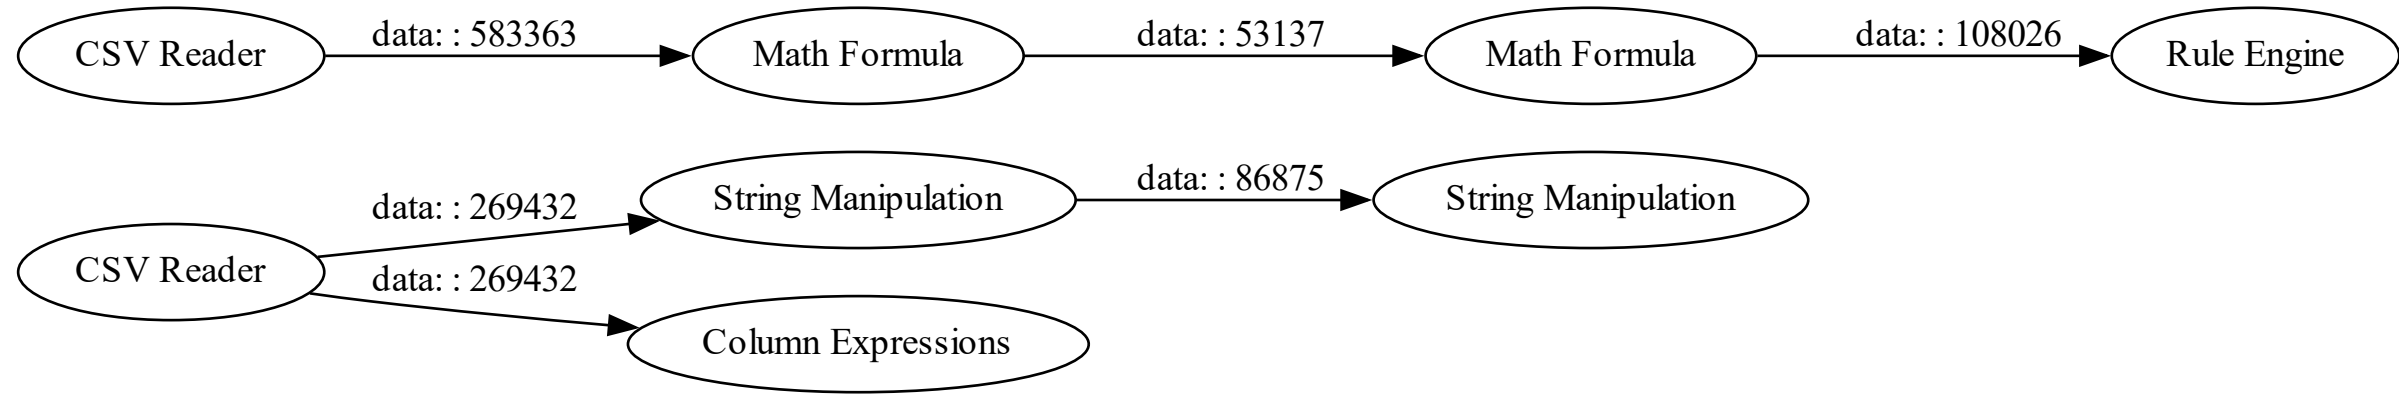 CSV Reader
data: : 583363
Math Formula
data: : 53137
Math Formula
data: : 108026
Rule Engine
CSV Reader
data: : 269432
String Manipulation
data: : 86875
String Manipulation
data: : 269432
Column Expressions